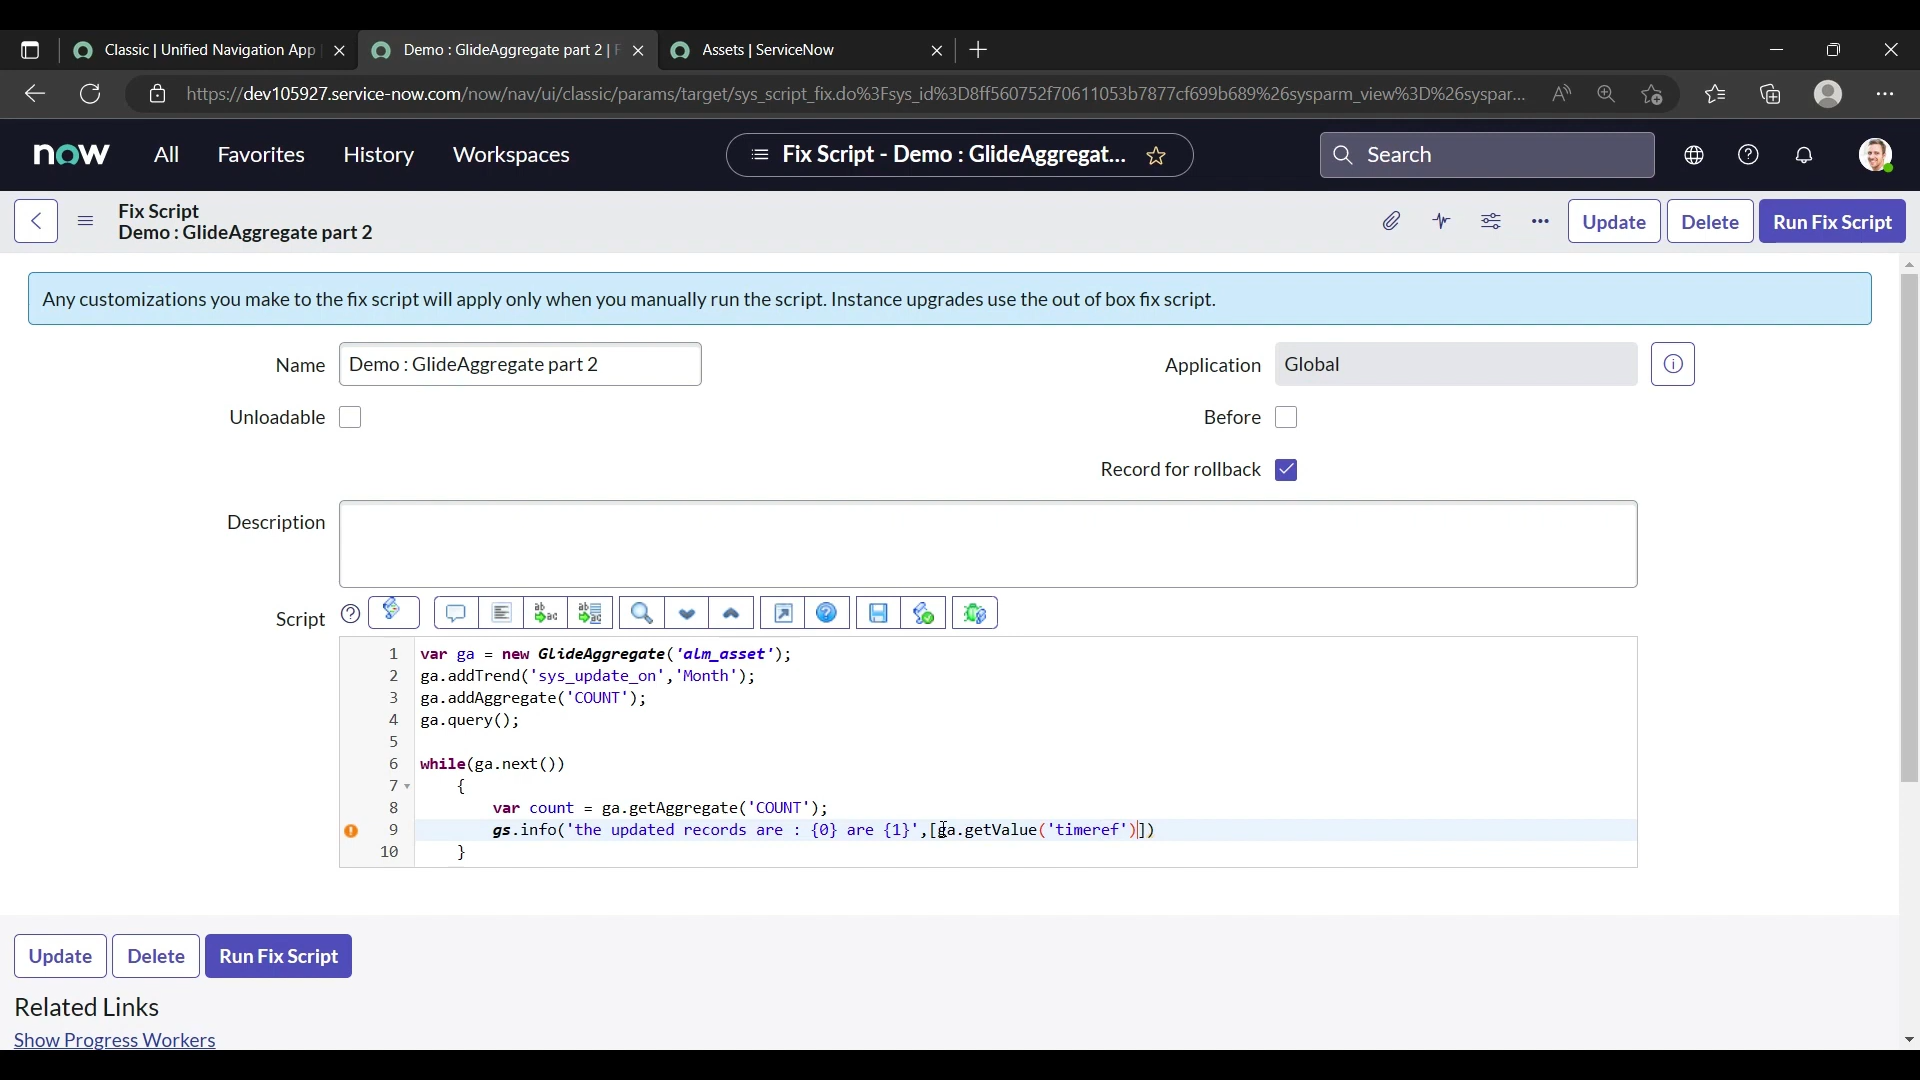 Classic | Unified Navigation App
Demo : GlideAggregate part 2 | F
Assets | ServiceNow
https://dev105927.service-now.com/now/nav/ui/classic/params/target/sys_script_fix.do%3Fsys_id%3D8ff560752f70611053b7877cf699b689%26sysparm_view%3D%26syspar...
now
All
Favorites
History
Workspaces
Fix Script - Demo : GlideAggregat...
Search
Fix Script
Demo : GlideAggregate part 2
Update
Delete
Run Fix Script
Any customizations you make to the fix script will apply only when you manually run the script. Instance upgrades use the out of box fix script.
Name
Demo : GlideAggregate part 2
Application
Global
Unloadable
Before
Record for rollback
Description
Script
1 var ga = new GlideAggregate('alm_asset');
2 ga.addTrend('sys_update_on','Month');
3 ga.addAggregate('COUNT');
4 ga.query();
5
6 while(ga.next())
7 {
8 var count = ga.getAggregate('COUNT');
9 gs.info('the updated records are : {0} are {1}',[ga.getValue('timeref')])
10 }
Update
Delete
Run Fix Script
Related Links
Show Progress Workers